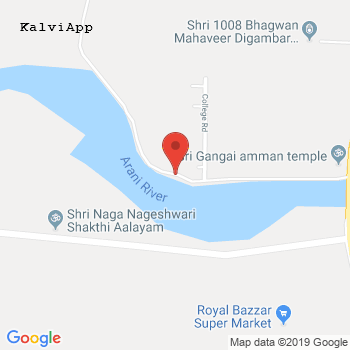 KalviApp
Shri 1008 Bhagwan
Mahaveer Digambar...
College Rd
ri Gangai amman temple
Arani River
Shri Naga Nageshwari
Shakthi Aalayam
Royal Bazzar
Super Market
Google
Map data ©2019 Google